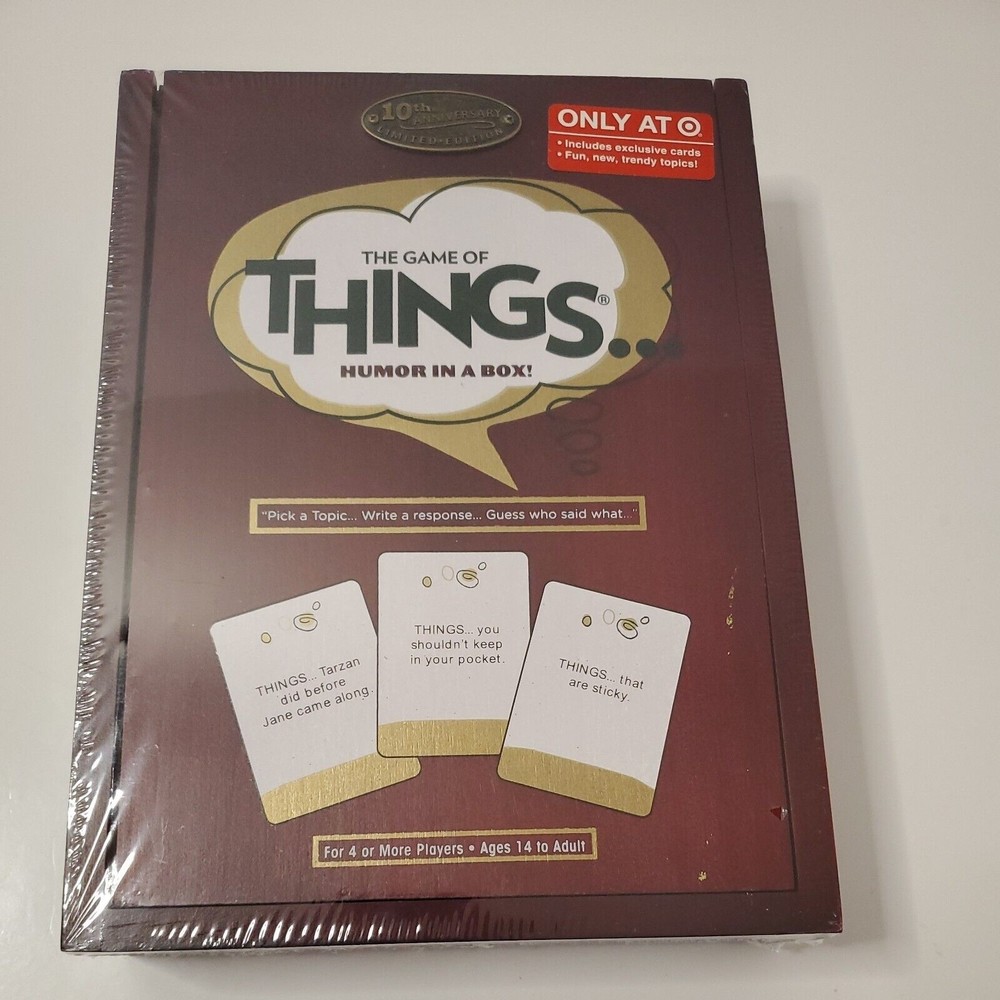 10th ANNIVERSARY
LIMITED•EDITION
ONLY AT
• Includes exclusive cards
• Fun, new, trendy topics!
THE GAME OF
THINGS®...
HUMOR IN A BOX!
"Pick a Topic... Write a response... Guess who said what..."
THINGS... Tarzan
did before
Jane came along.
THINGS... you
shouldn't keep
in your pocket.
THINGS... that
are sticky.
For 4 or More Players • Ages 14 to Adult